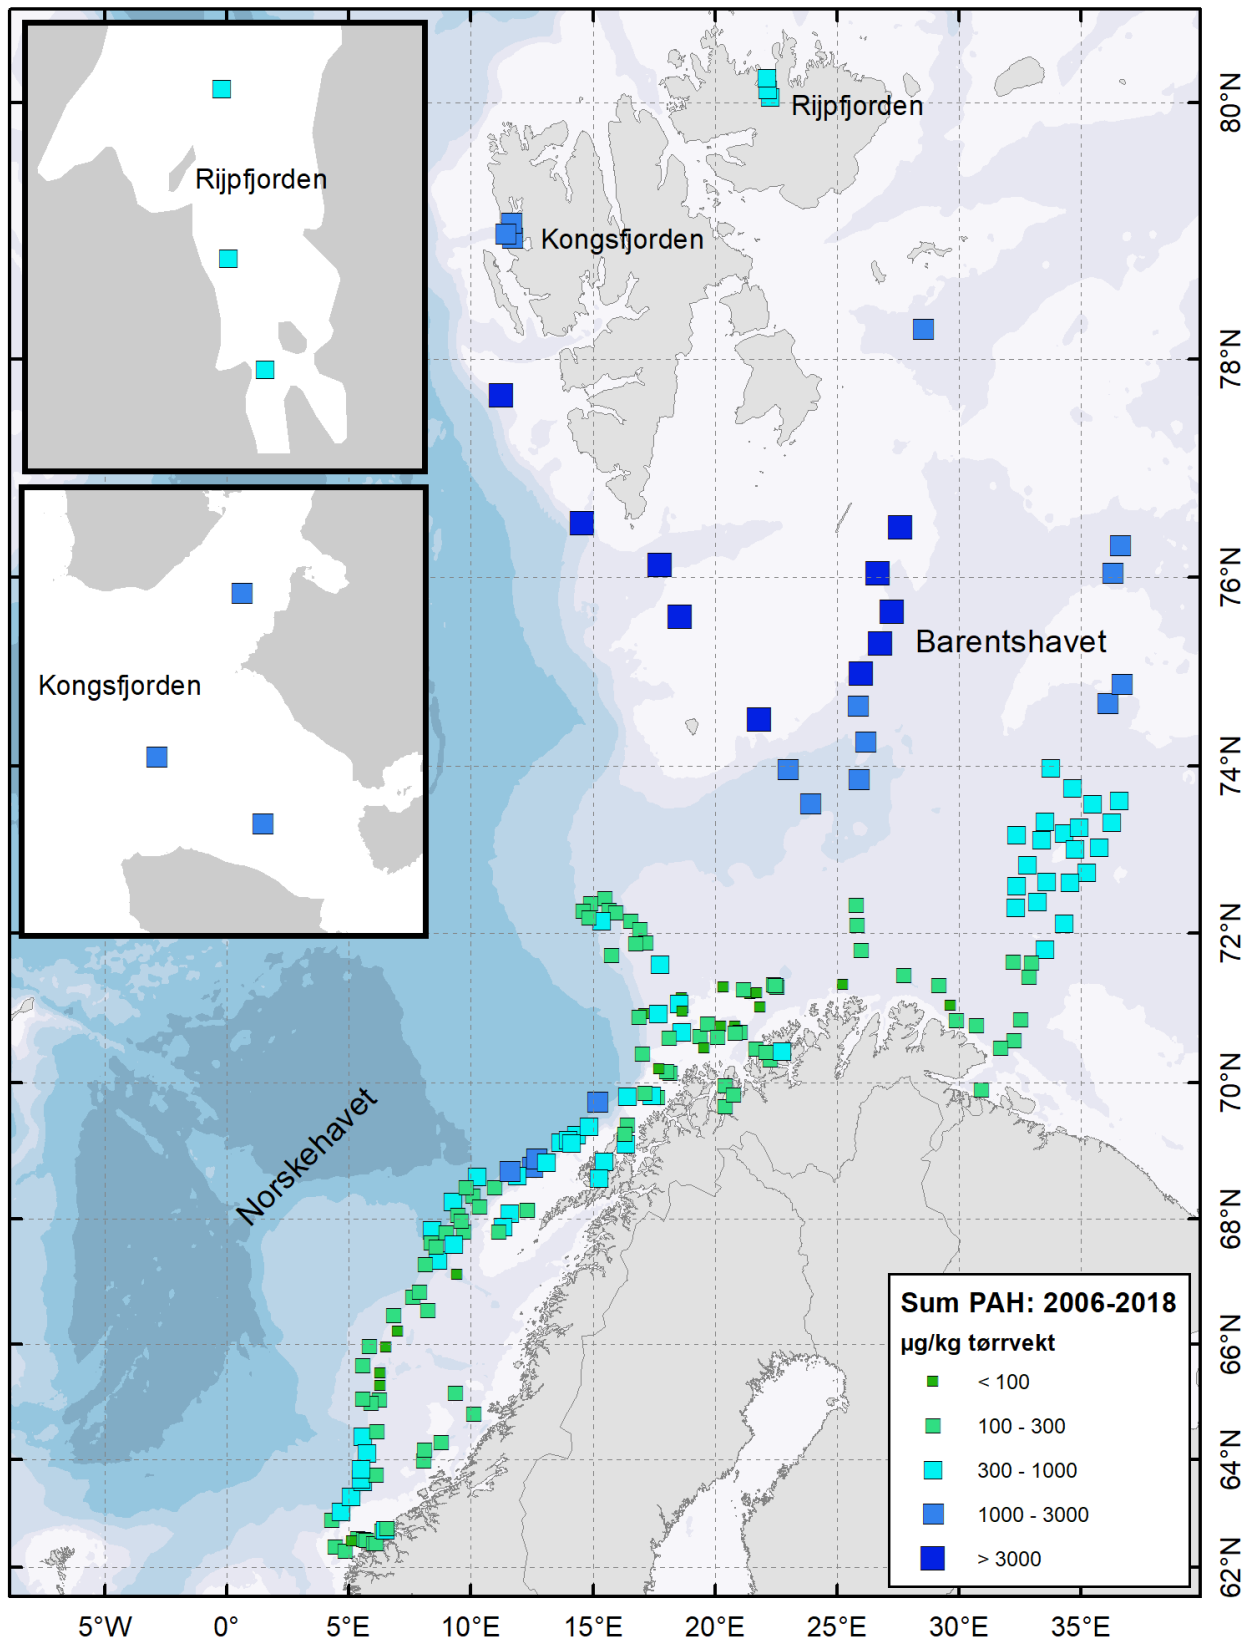 Rijpfjorden
Kongsfjorden
Rijpfjorden
Kongsfjorden
Barentshavet
Norskehavet
80°N
78°N
76°N
74°N
72°N
70°N
68°N
66°N
64°N
62°N
Sum PAH: 2006-2018
µg/kg tørrvekt
< 100
100 - 300
300 - 1000
1000 - 3000
> 3000
5°W
0°
5°E
10°E
15°E
20°E
25°E
30°E
35°E